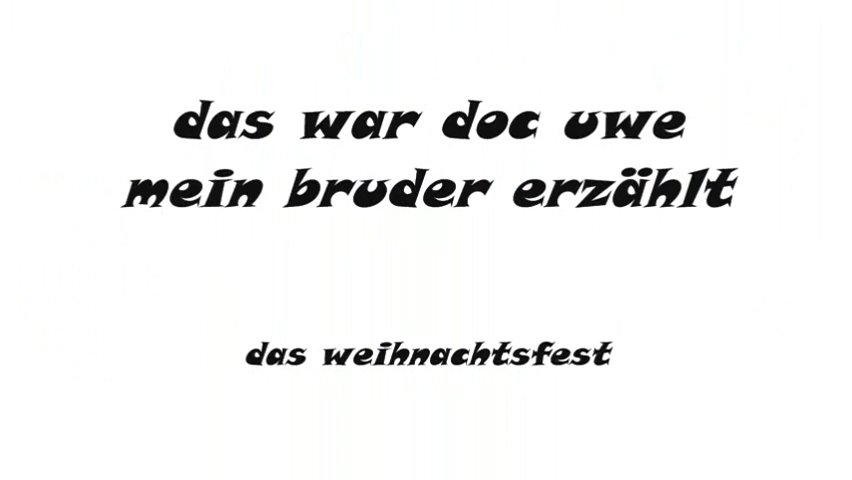 das war doc uwe
mein bruder erzählt
das weihnachtsfest